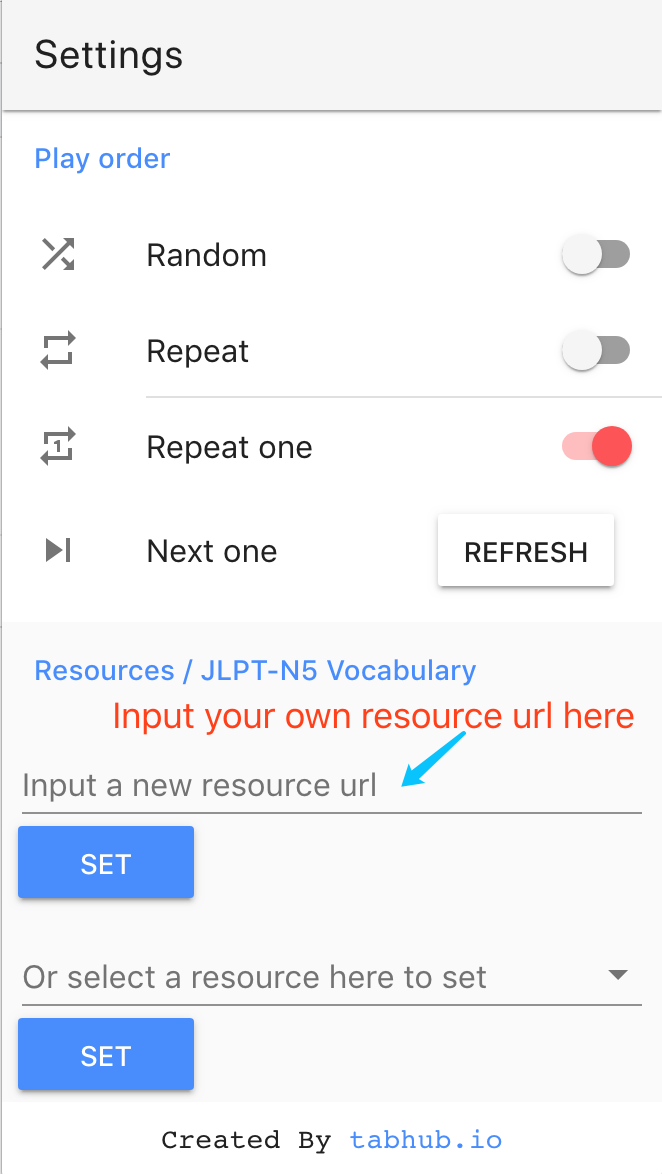 Settings
Play order
Random
Repeat
1
Repeat one
Next one
REFRESH
Resources / JLPT-N5 Vocabulary
Input your own resource url here
Input a new resource url
SET
Or select a resource here to set
SET
Created By tabhub.io